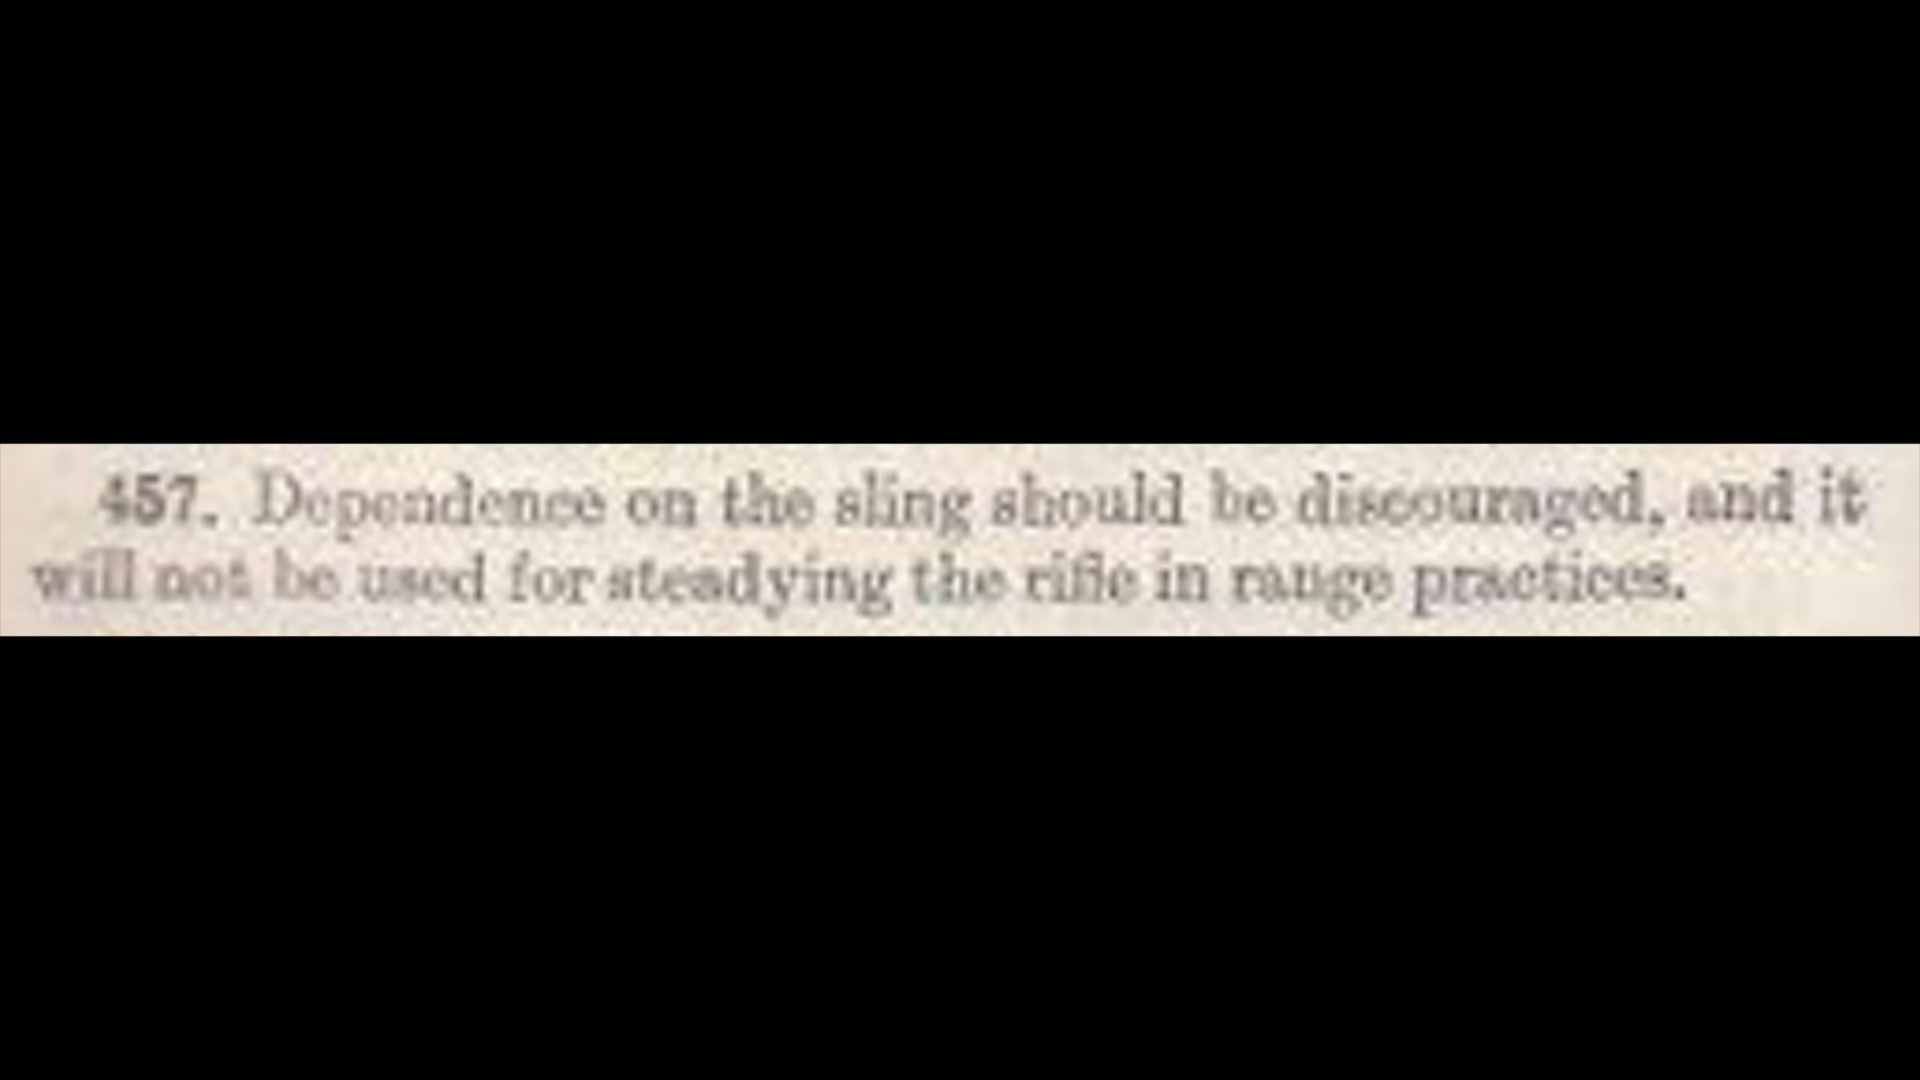 457. Dependence on the sling should be discouraged, and it
will not be used for steadying the rifle in range practices.